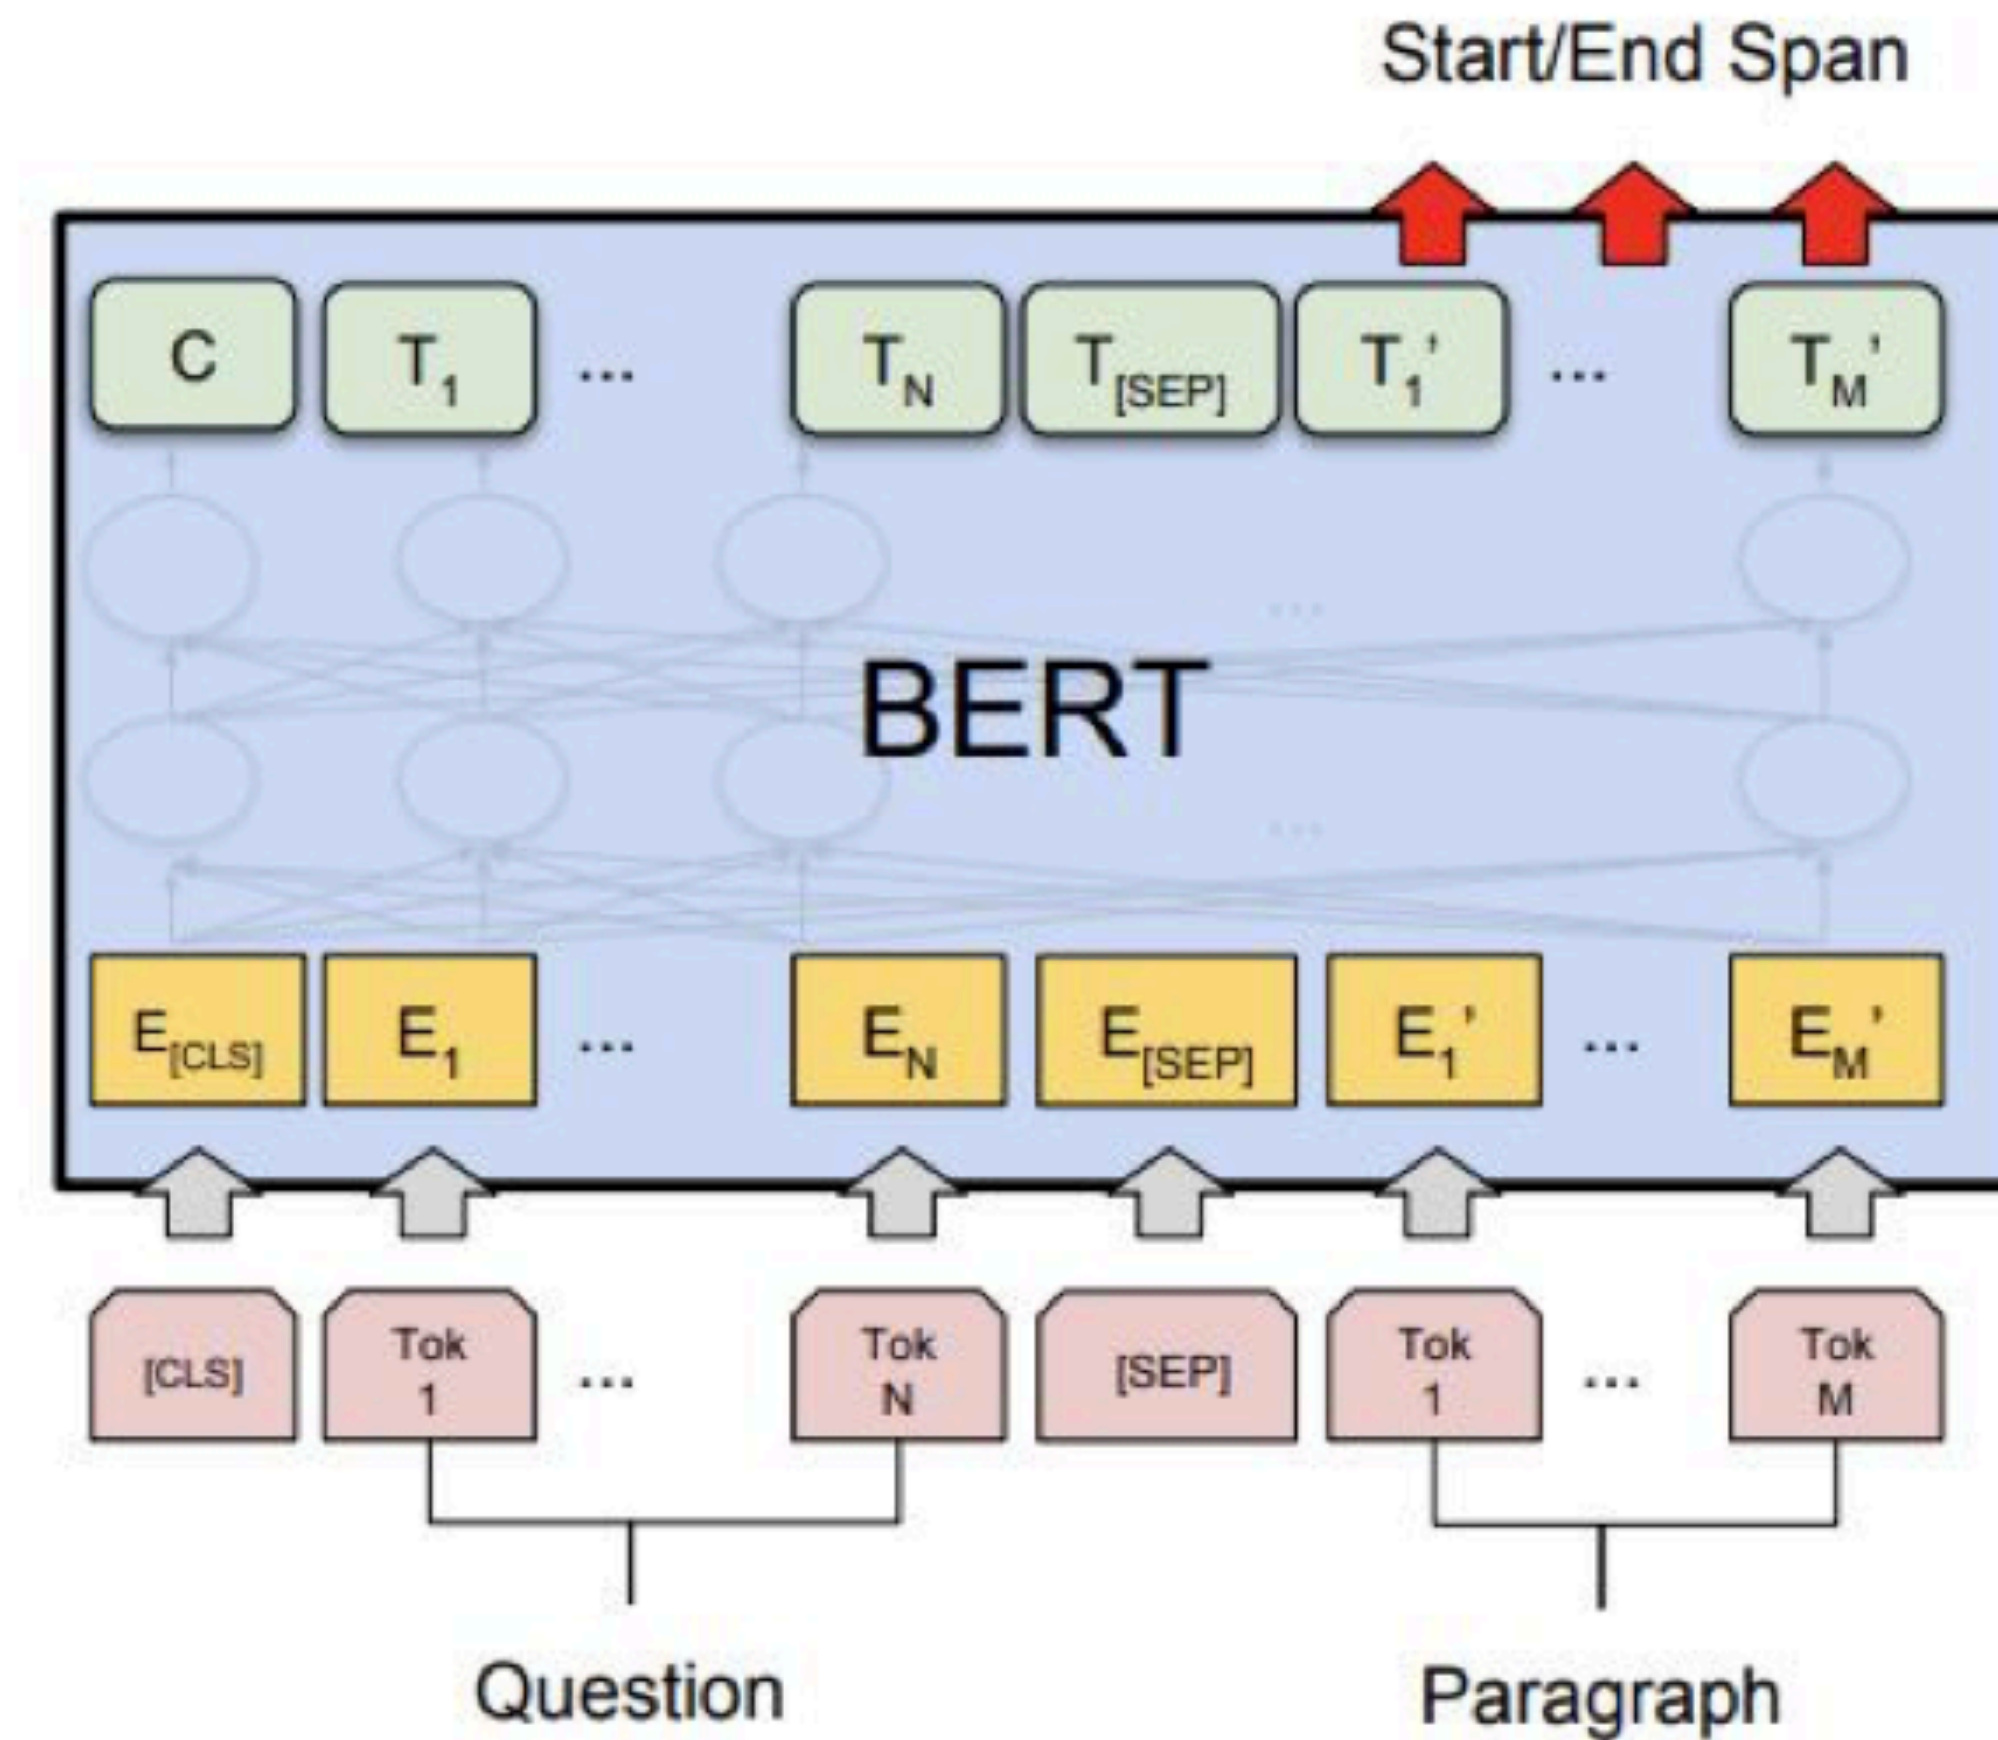 Start/End Span
C T1 ... TN T[SEP] T1' ... TM'
...
BERT
...
E[CLS] E1 ... EN E[SEP] E1' ... EM'
[CLS] Tok 1 ... Tok N [SEP] Tok 1 ... Tok M
Question Paragraph